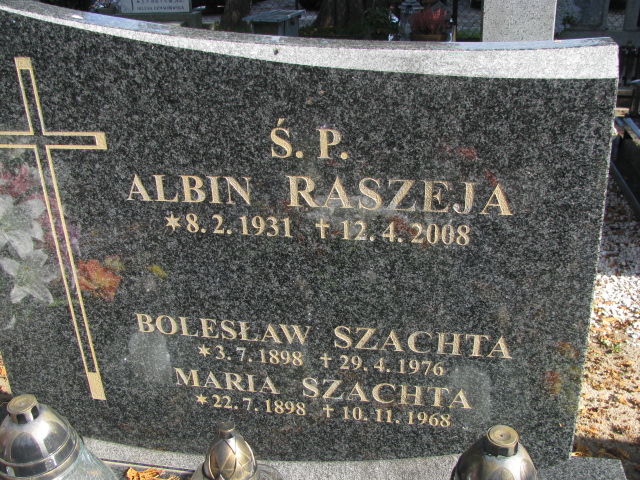 Ś. P.
ALBIN RASZEJA
*8. 2. 1931 †12. 4. 2008
BOLESŁAW SZACHTA
*3. 7. 1898 †29. 4. 1976
MARIA SZACHTA
*22. 7. 1898 †10. 11. 1968